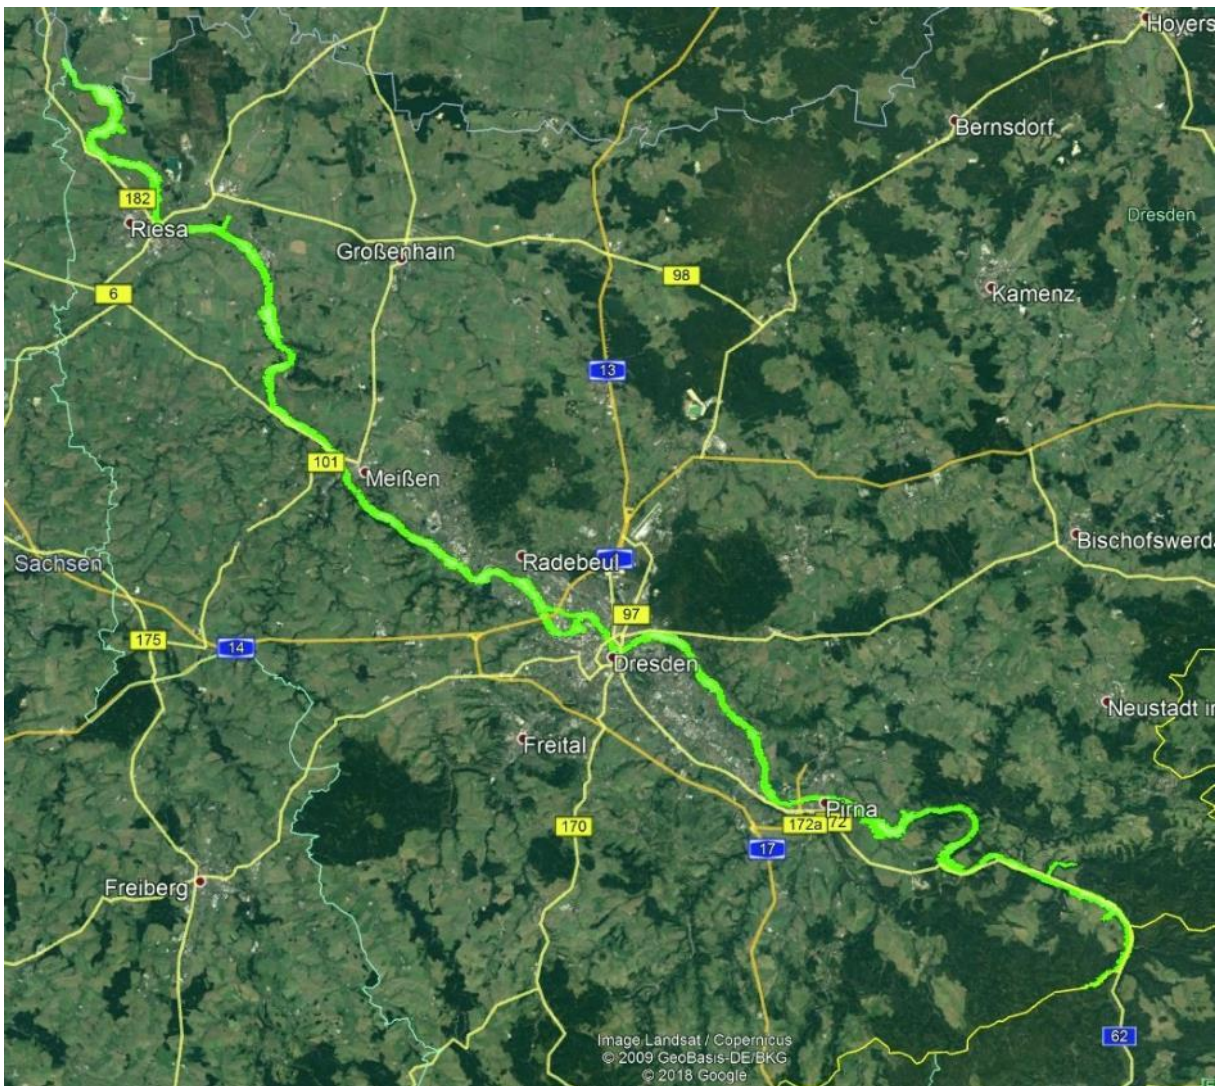 Hoyers
Bernsdorf
182
Riesa
Dresden
Großenhain
98
6
Kamenz
13
101
Meißen
Radebeul
Bischofswerda
Sachsen
97
175
14
Dresden
Neustadt in
Freital
Pirna
170
172a
72
17
Freiberg
Image Landsat / Copernicus
© 2009 GeoBasis-DE/BKG
© 2018 Google
62